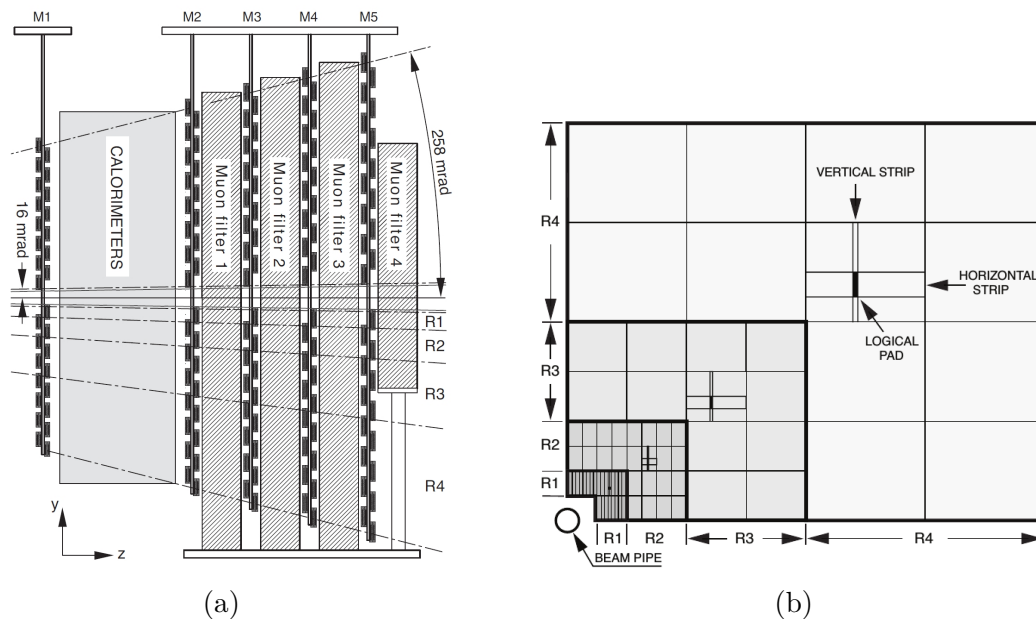 M1
M2
M3
M4
M5
CALORIMETERS
Muon filter 1
Muon filter 2
Muon filter 3
Muon filter 4
258 mrad
16 mrad
R1
R2
R3
R4
y
z
(a)
R4
R3
R2
R1
VERTICAL STRIP
HORIZONTAL
STRIP
LOGICAL
PAD
R1
R2
R3
R4
BEAM PIPE
(b)